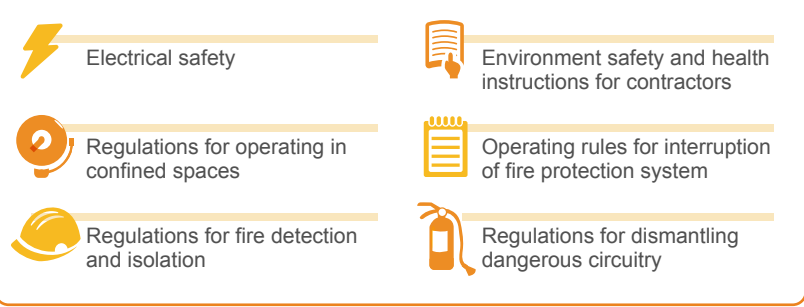 Electrical safety
Environment safety and health
instructions for contractors
Regulations for operating in
confined spaces
Operating rules for interruption
of fire protection system
Regulations for fire detection
and isolation
Regulations for dismantling
dangerous circuitry